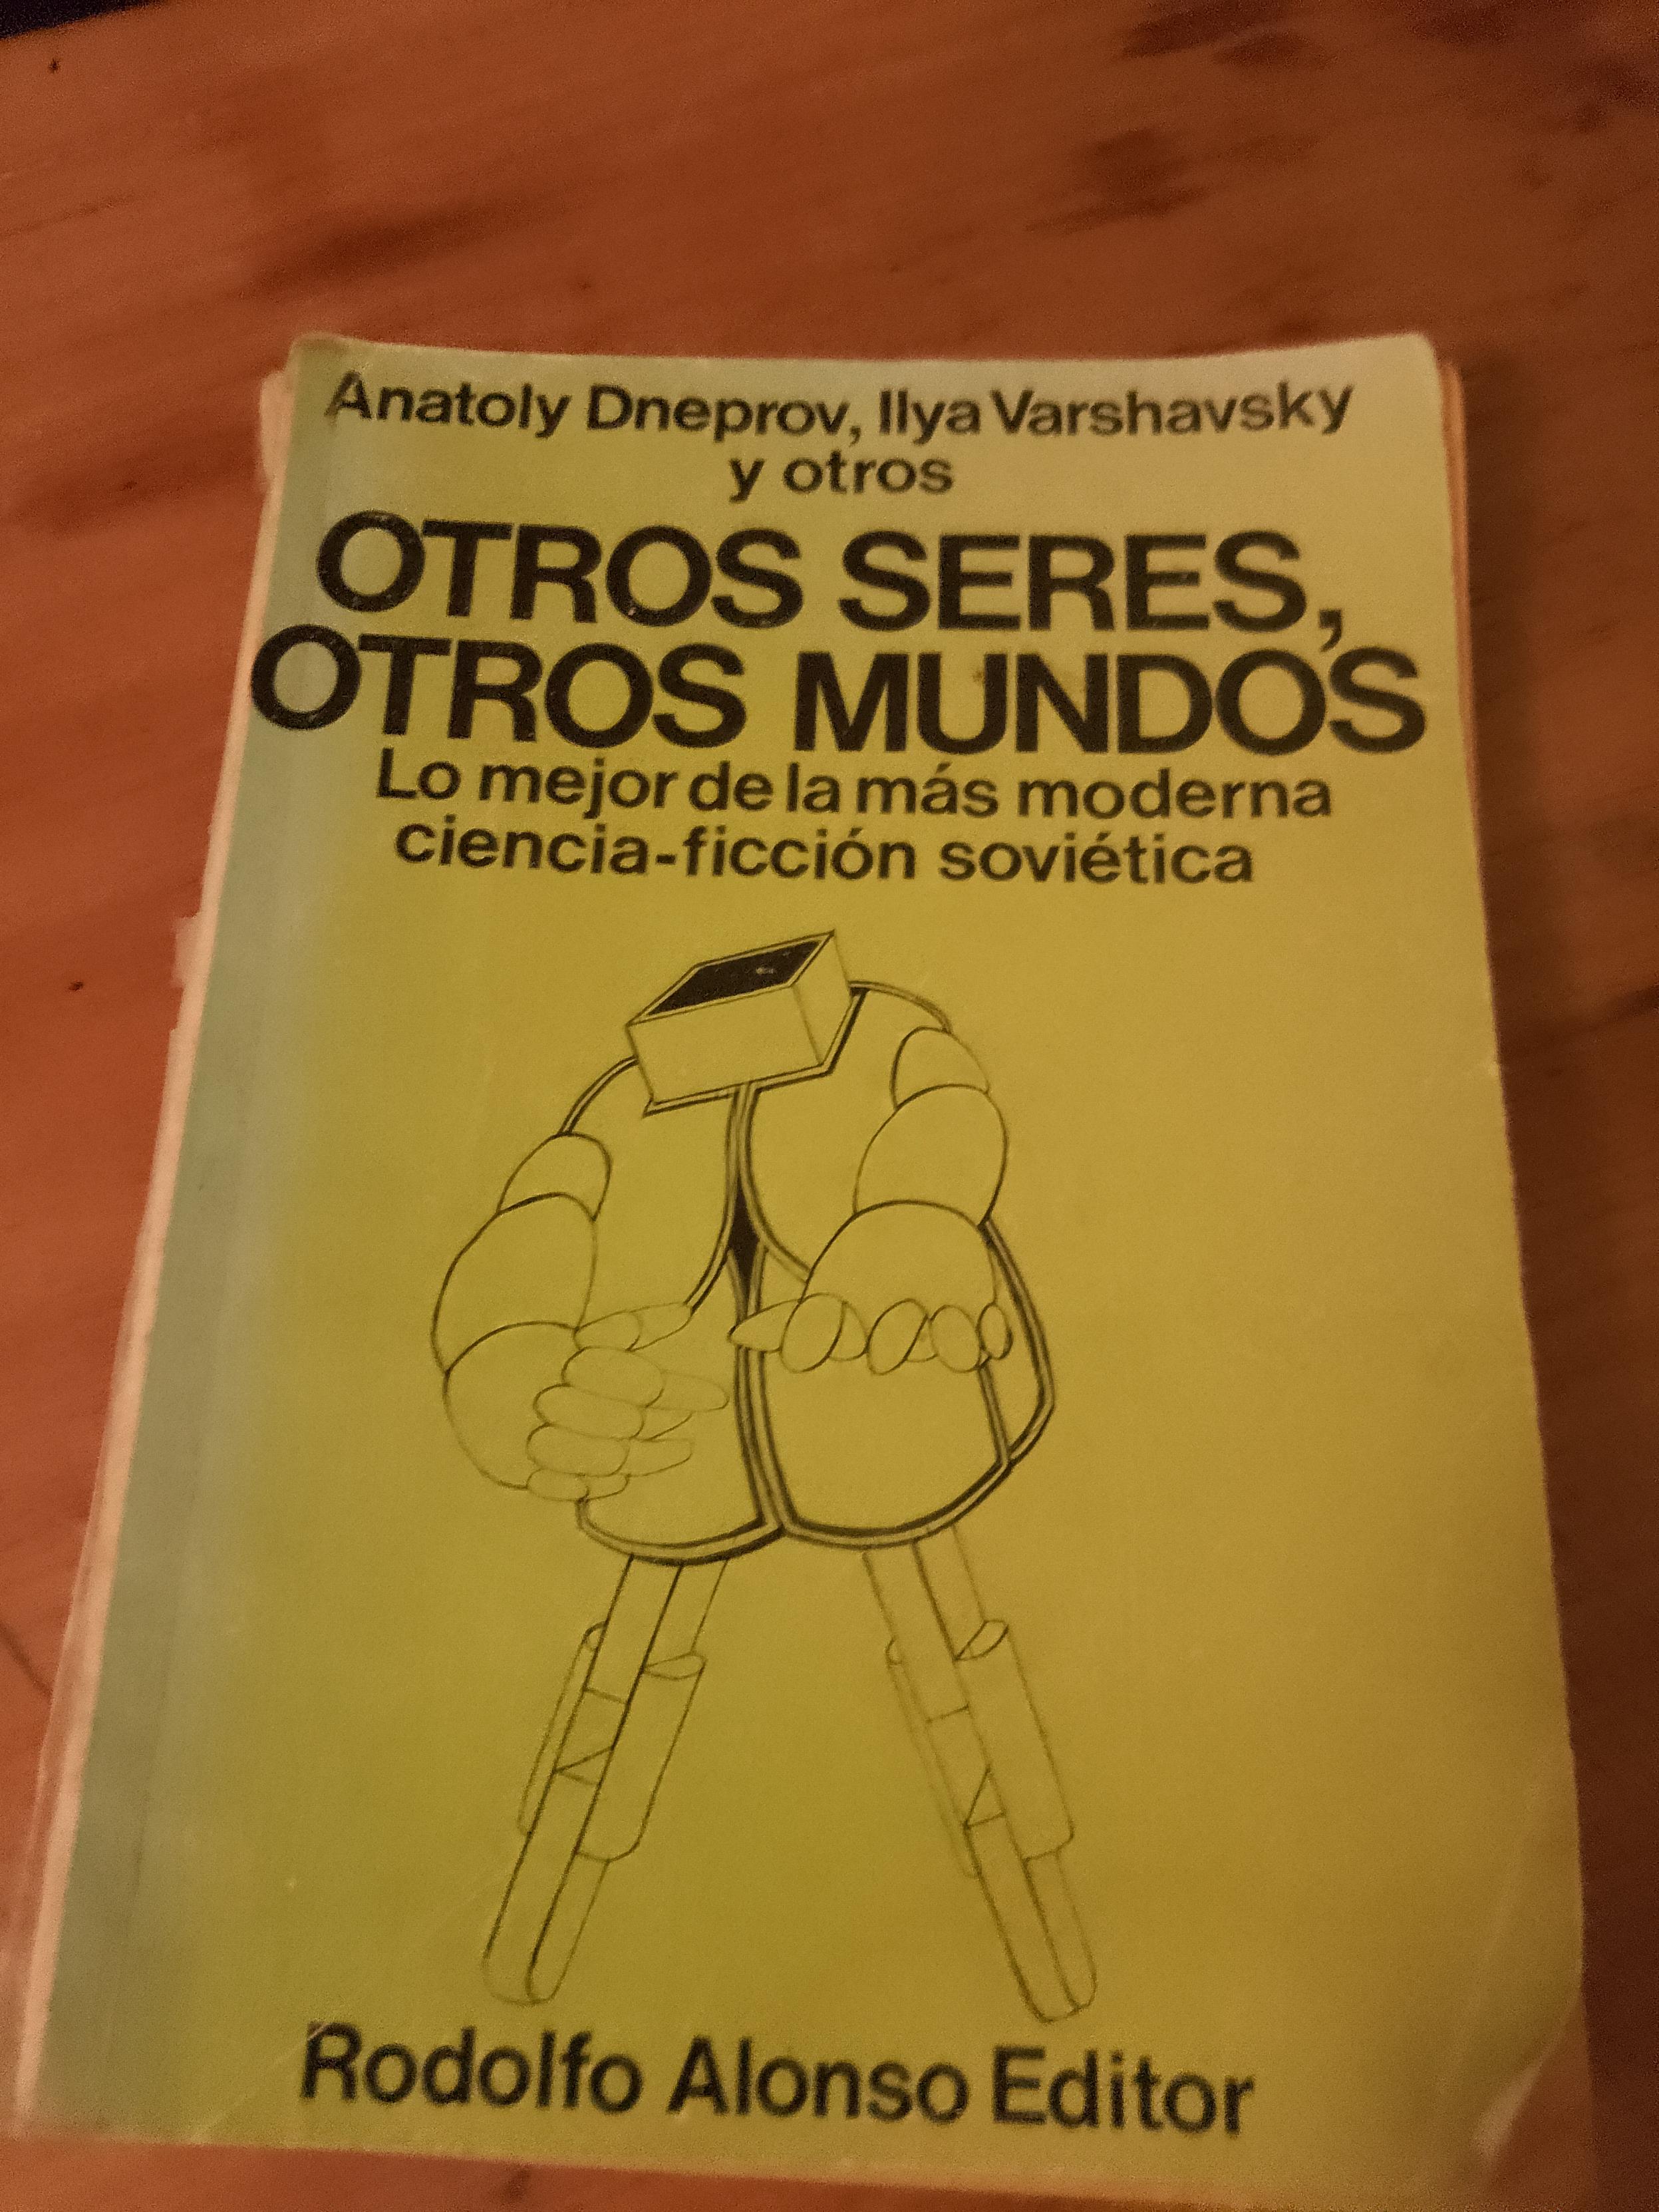 Anatoly Dneprov, Ilya Varshavsky
y otros
OTROS SERES,
OTROS MUNDOS
Lo mejor de la más moderna
ciencia-ficción soviética
Rodolfo Alonso Editor